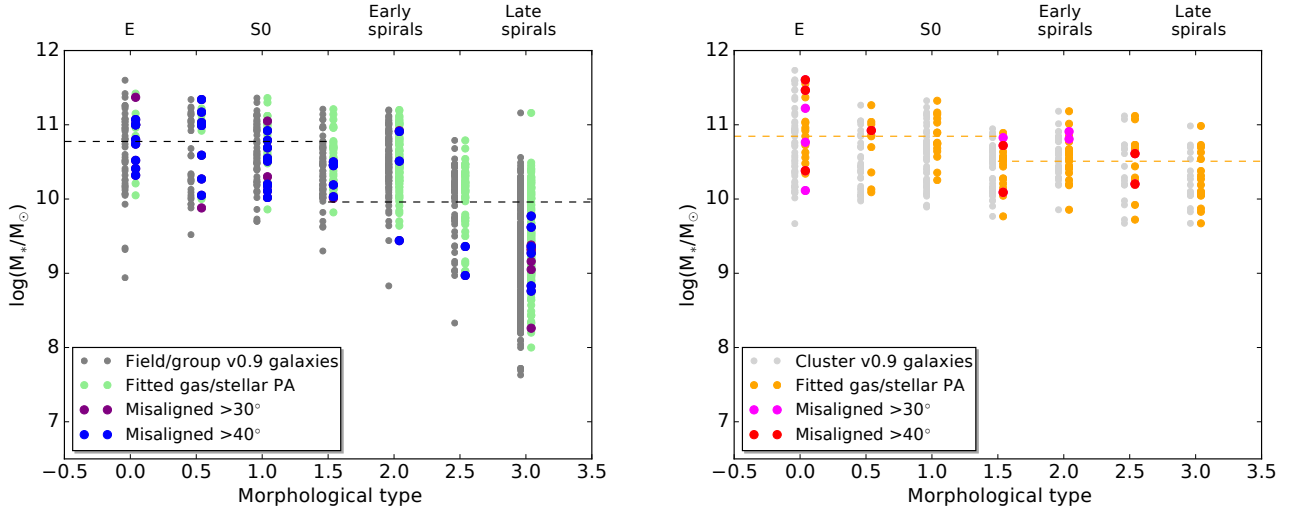 E
S0
Early
spirals
Late
spirals
12
11
10
9
8
7
log(M*/M⊙)
Field/group v0.9 galaxies
Fitted gas/stellar PA
Misaligned >30°
Misaligned >40°
−0.5 0.0 0.5 1.0 1.5 2.0 2.5 3.0 3.5
Morphological type
E
S0
Early
spirals
Late
spirals
12
11
10
9
8
7
log(M*/M⊙)
Cluster v0.9 galaxies
Fitted gas/stellar PA
Misaligned >30°
Misaligned >40°
−0.5 0.0 0.5 1.0 1.5 2.0 2.5 3.0 3.5
Morphological type